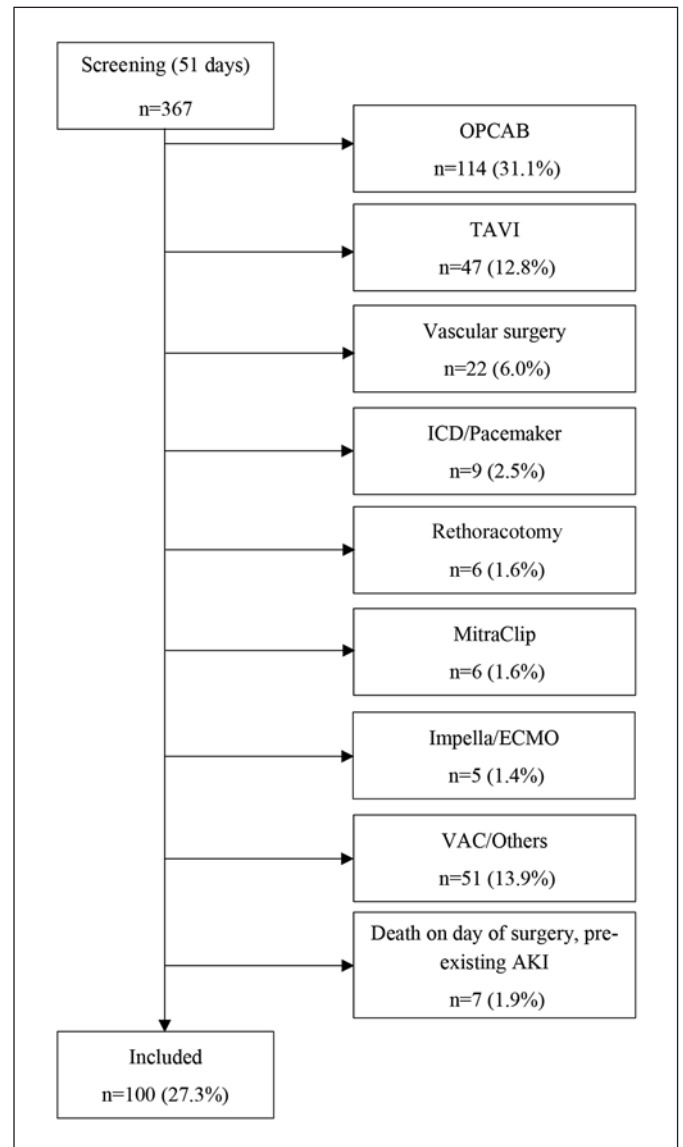 Screening (51 days)
n=367
OPCAB
n=114 (31.1%)
TAVI
n=47 (12.8%)
Vascular surgery
n=22 (6.0%)
ICD/Pacemaker
n=9 (2.5%)
Rethoracotomy
n=6 (1.6%)
MitraClip
n=6 (1.6%)
Impella/ECMO
n=5 (1.4%)
VAC/Others
n=51 (13.9%)
Death on day of surgery, pre-
existing AKI
n=7 (1.9%)
Included
n=100 (27.3%)